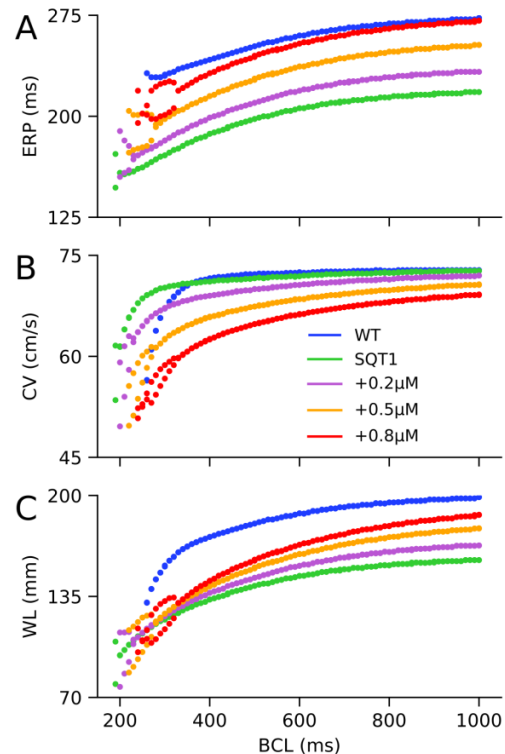 A
275
200
125
ERP (ms)
B
75
60
45
CV (cm/s)
WT
SQT1
+0.2μM
+0.5μM
+0.8μM
C
200
135
70
WL (mm)
200 400 600 800 1000
BCL (ms)